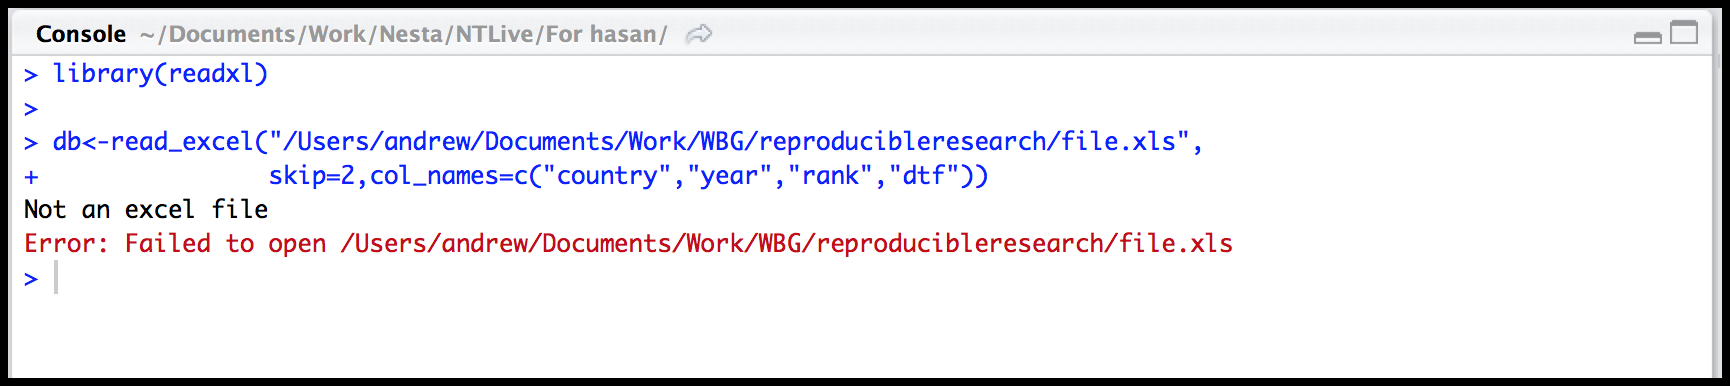 Console ~/Documents/Work/Nesta/NTLive/For hasan/
> library(readxl)
>
> db<-read_excel("/Users/andrew/Documents/Work/WBG/reproducibleresearch/file.xls",
+                skip=2,col_names=c("country","year","rank","dtf"))
Not an excel file
Error: Failed to open /Users/andrew/Documents/Work/WBG/reproducibleresearch/file.xls
>